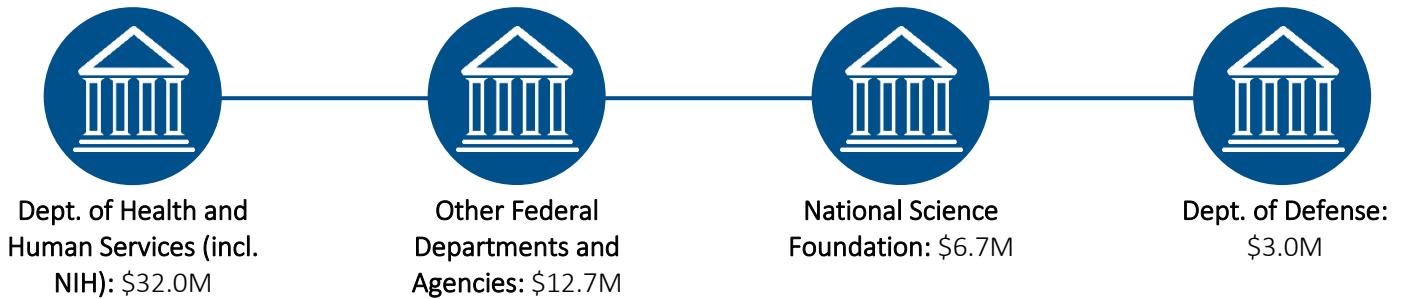 Dept. of Health and
Human Services (incl.
NIH): $32.0M
Other Federal
Departments and
Agencies: $12.7M
National Science
Foundation: $6.7M
Dept. of Defense:
$3.0M